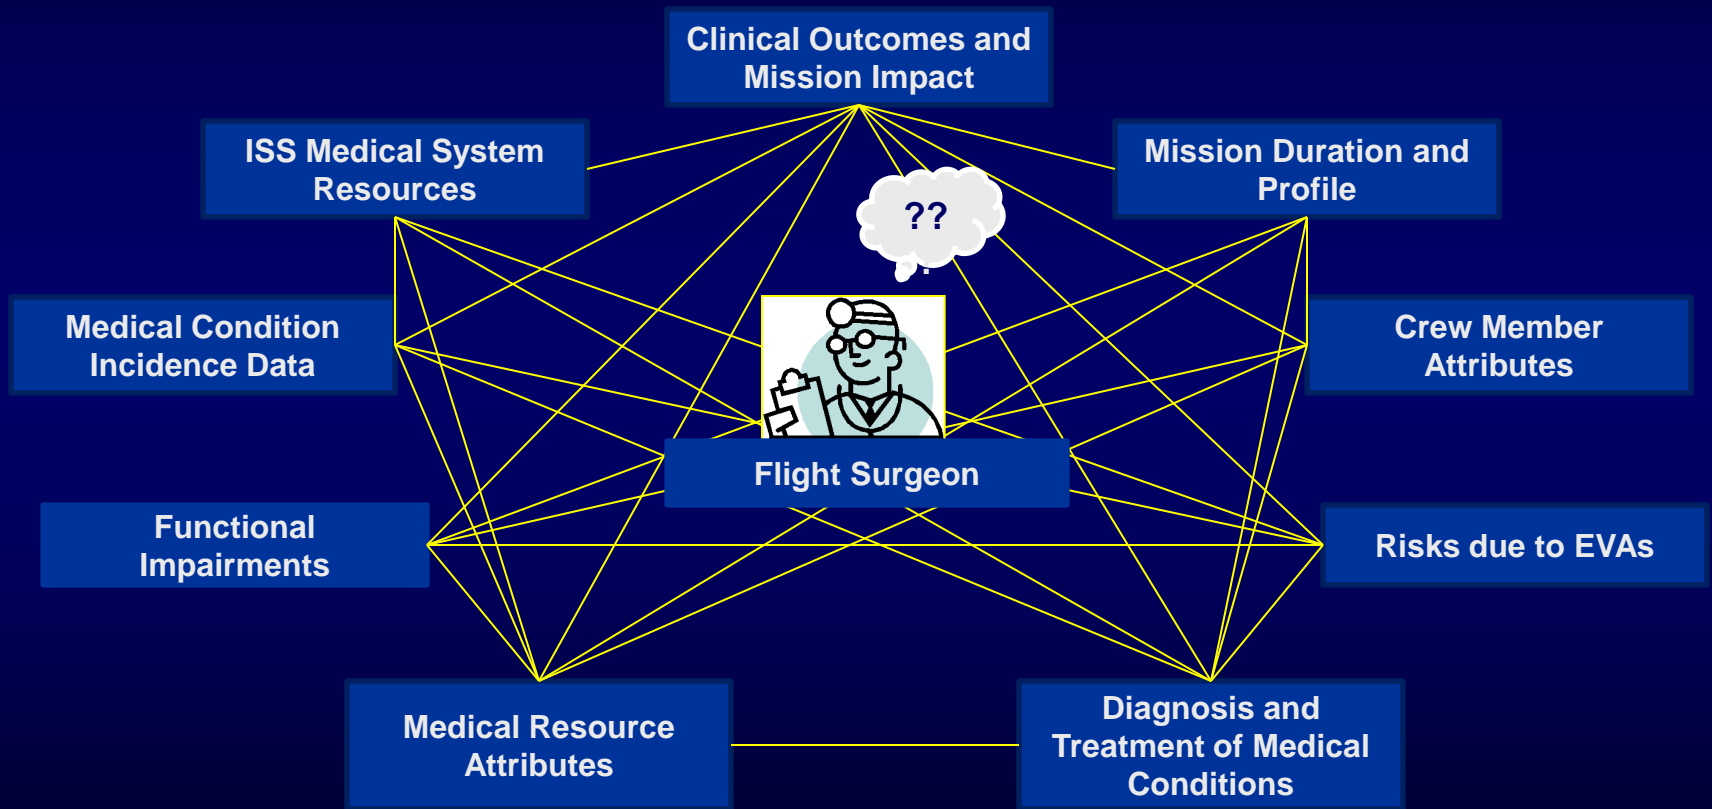 Clinical Outcomes and
Mission Impact
ISS Medical System
Resources
Mission Duration and
Profile
??
Medical Condition
Incidence Data
Crew Member
Attributes
Flight Surgeon
Functional
Impairments
Risks due to EVAs
Medical Resource
Attributes
Diagnosis and
Treatment of Medical
Conditions